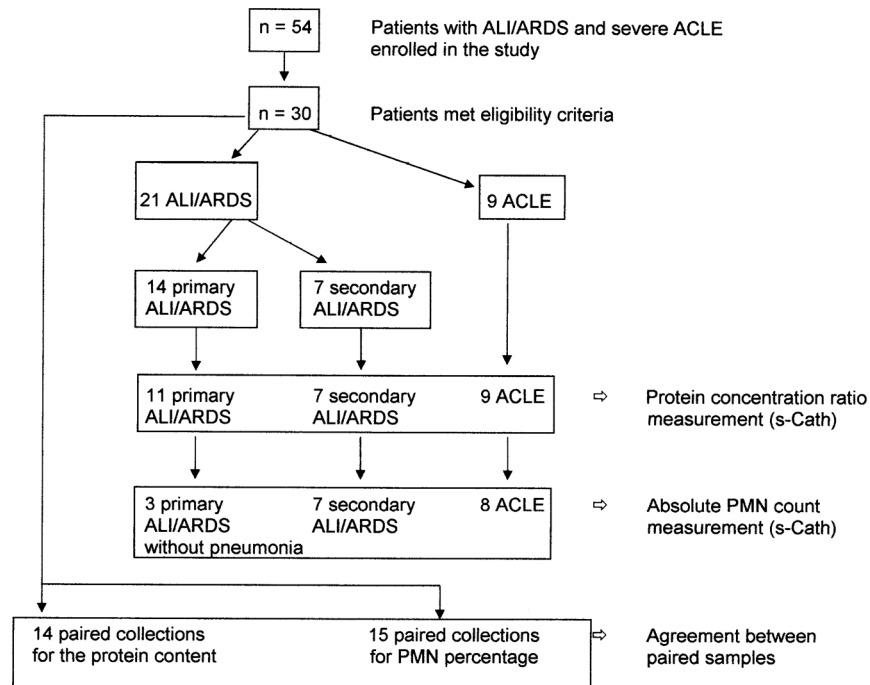 n = 54
Patients with ALI/ARDS and severe ACLE
enrolled in the study
n = 30
Patients met eligibility criteria
21 ALI/ARDS
9 ACLE
14 primary
ALI/ARDS
7 secondary
ALI/ARDS
11 primary
ALI/ARDS
7 secondary
ALI/ARDS
9 ACLE
⇨
Protein concentration ratio
measurement (s-Cath)
3 primary
ALI/ARDS
without pneumonia
7 secondary
ALI/ARDS
8 ACLE
⇨
Absolute PMN count
measurement (s-Cath)
14 paired collections
for the protein content
15 paired collections
for PMN percentage
⇨
Agreement between
paired samples